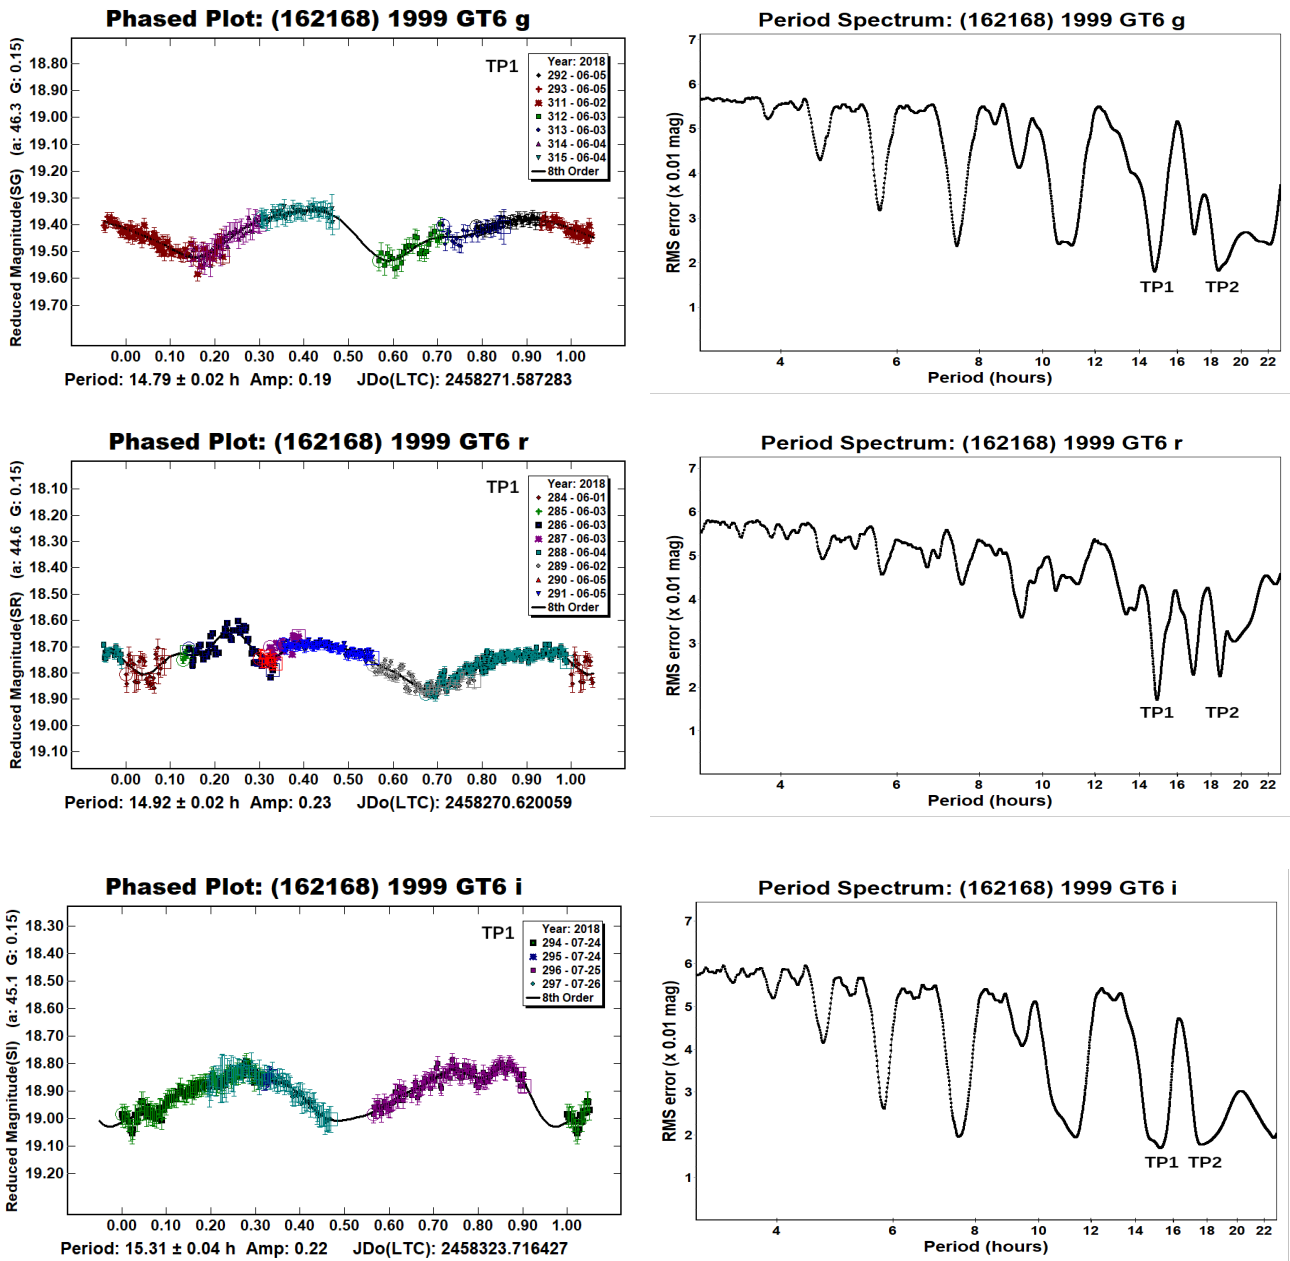 Phased Plot: (162168) 1999 GT6 g
Reduced Magnitude(SG) (a: 46.3 G: 0.15)
18.80
18.90
19.00
19.10
19.20
19.30
19.40
19.50
19.60
19.70
TP1
Year: 2018
292 - 06-05
293 - 06-05
311 - 06-02
312 - 06-03
313 - 06-03
314 - 06-04
315 - 06-04
8th Order
0.00 0.10 0.20 0.30 0.40 0.50 0.60 0.70 0.80 0.90 1.00
Period: 14.79 ± 0.02 h Amp: 0.19 JDo(LTC): 2458271.587283
Period Spectrum: (162168) 1999 GT6 g
RMS error (x 0.01 mag)
7
6
5
4
3
2
1
TP1 TP2
4 6 8 10 12 14 16 18 20 22
Period (hours)
Phased Plot: (162168) 1999 GT6 r
Reduced Magnitude(SR) (a: 44.6 G: 0.15)
18.10
18.20
18.30
18.40
18.50
18.60
18.70
18.80
18.90
19.00
19.10
TP1
Year: 2018
284 - 06-01
285 - 06-03
286 - 06-03
287 - 06-03
288 - 06-04
289 - 06-02
290 - 06-05
291 - 06-05
8th Order
0.00 0.10 0.20 0.30 0.40 0.50 0.60 0.70 0.80 0.90 1.00
Period: 14.92 ± 0.02 h Amp: 0.23 JDo(LTC): 2458270.620059
Period Spectrum: (162168) 1999 GT6 r
RMS error (x 0.01 mag)
7
6
5
4
3
2
1
TP1 TP2
4 6 8 10 12 14 16 18 20 22
Period (hours)
Phased Plot: (162168) 1999 GT6 i
Reduced Magnitude(SI) (a: 45.1 G: 0.15)
18.30
18.40
18.50
18.60
18.70
18.80
18.90
19.00
19.10
19.20
TP1
Year: 2018
294 - 07-24
295 - 07-24
296 - 07-25
297 - 07-26
8th Order
0.00 0.10 0.20 0.30 0.40 0.50 0.60 0.70 0.80 0.90 1.00
Period: 15.31 ± 0.04 h Amp: 0.22 JDo(LTC): 2458323.716427
Period Spectrum: (162168) 1999 GT6 i
RMS error (x 0.01 mag)
7
6
5
4
3
2
1
TP1 TP2
4 6 8 10 12 14 16 18 20 22
Period (hours)